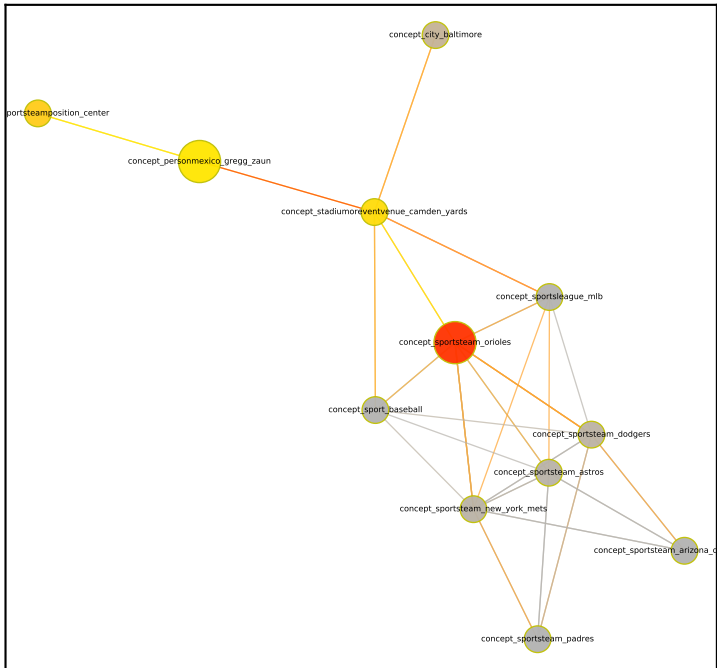 concept_city_baltimore
portsteamposition_center
concept_personmexico_gregg_zaun
concept_stadiumoreventvenue_camden_yards
concept_sportsleague_mlb
concept_sportsteam_orioles
concept_sport_baseball
concept_sportsteam_dodgers
concept_sportsteam_astros
concept_sportsteam_new_york_mets
concept_sportsteam_arizona_d
concept_sportsteam_padres